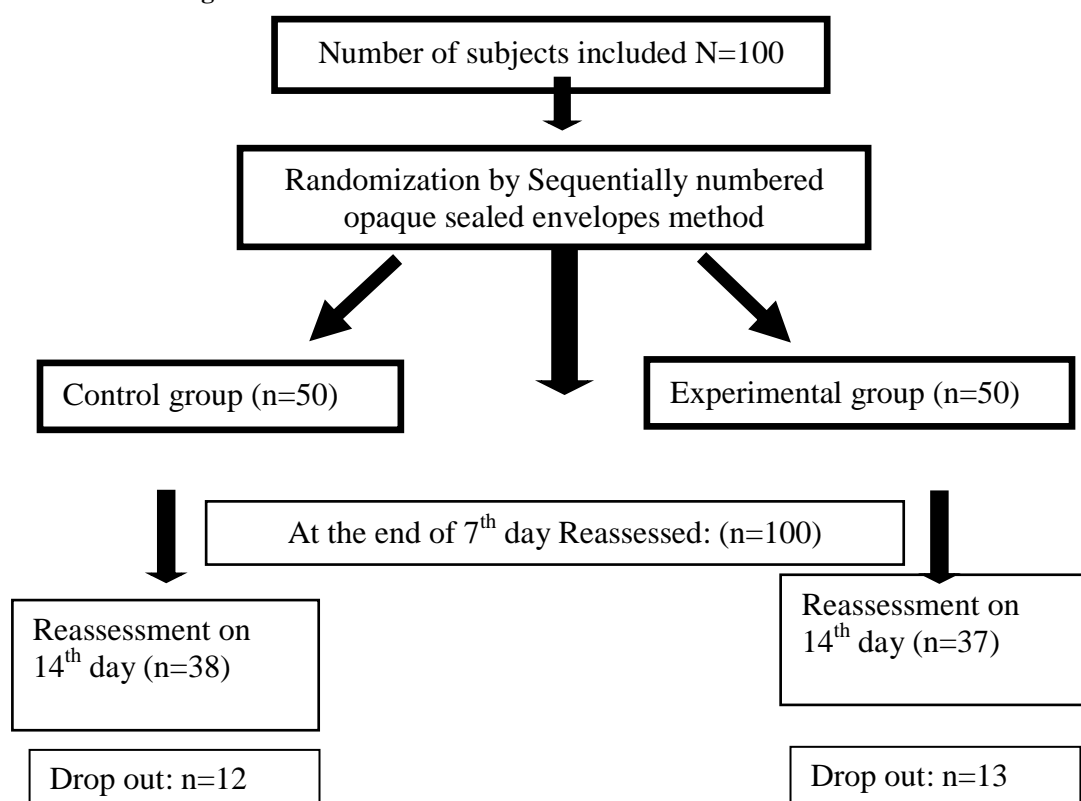 Number of subjects included N=100
Randomization by Sequentially numbered
opaque sealed envelopes method
Control group (n=50)
Experimental group (n=50)
At the end of 7th day Reassessed: (n=100)
Reassessment on
14th day (n=38)
Reassessment on
14th day (n=37)
Drop out: n=12
Drop out: n=13